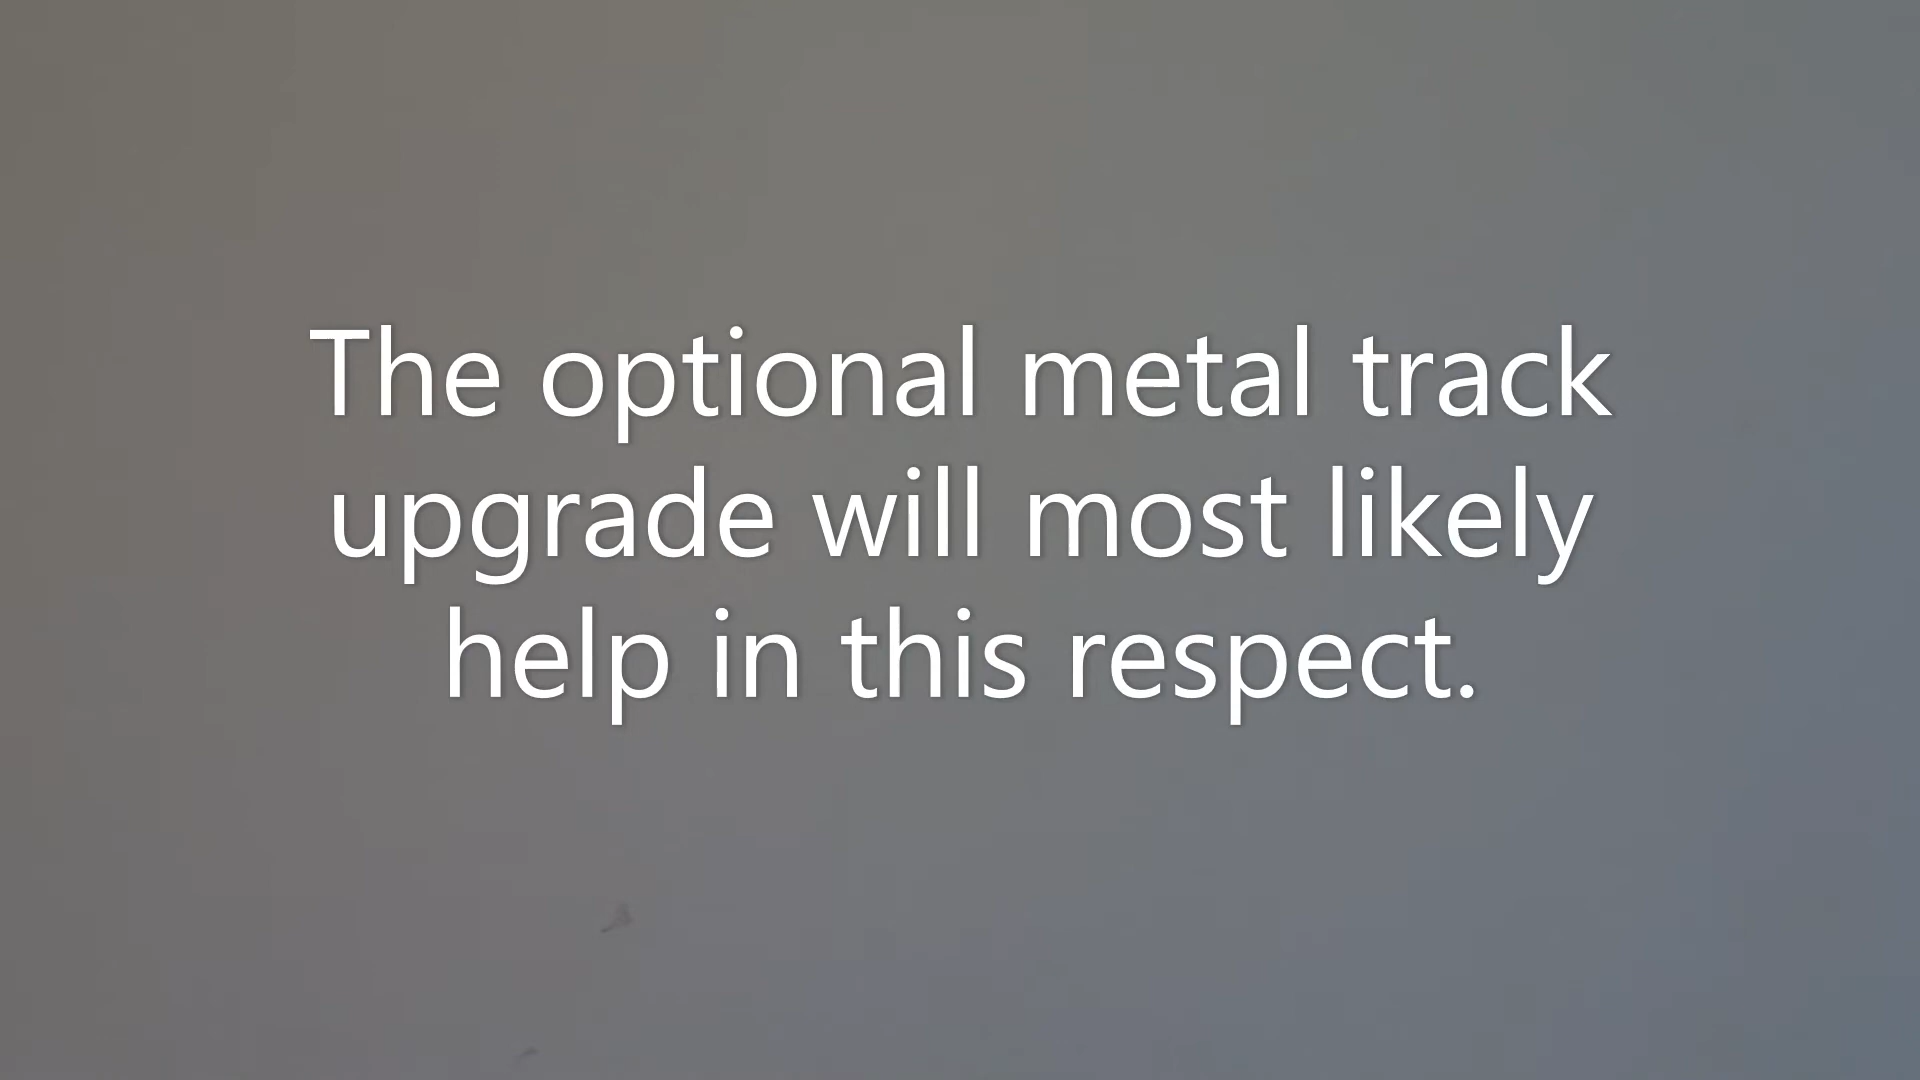 The optional metal track
upgrade will most likely
help in this respect.